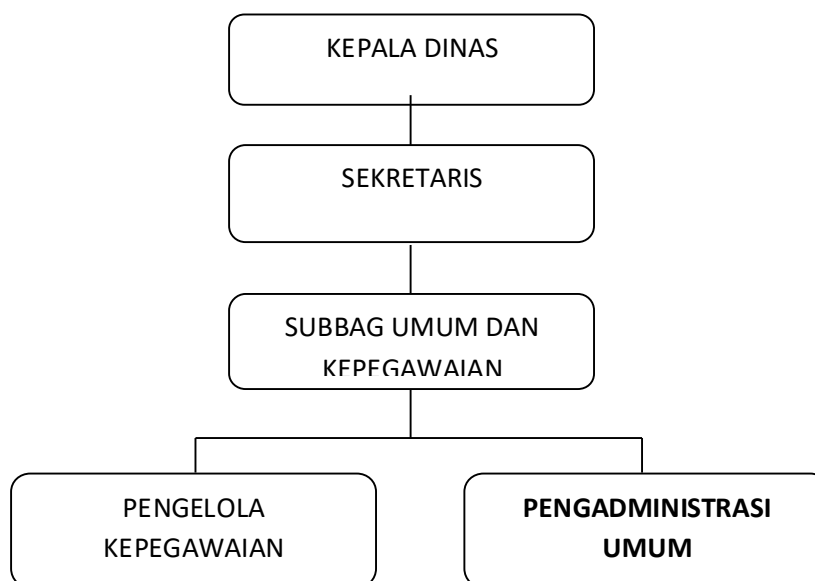 KEPALA DINAS
SEKRETARIS
SUBBAG UMUM DAN
KEPEGAWAIAN
PENGELOLA
KEPEGAWAIAN
PENGADMINISTRASI
UMUM